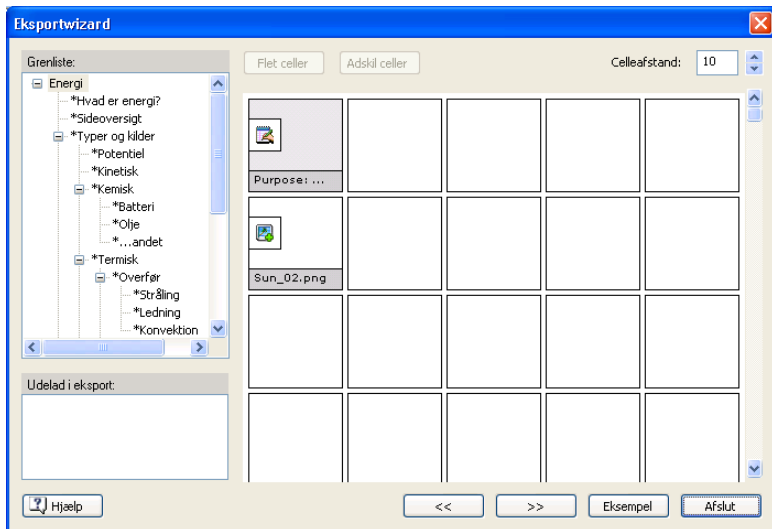 Eksportwizard
Grenliste:
Energi
*Hvad er energi?
*Sideoversigt
*Typer og kilder
*Potentiel
*Kinetisk
*Kemisk
*Batteri
*Olje
*...andet
*Termisk
*Overfør
*Stråling
*Ledning
*Konvektion
Udelad i eksport:
Flet celler
Adskil celler
Celleafstand:
10
Purpose: ...
Sun_02.png
Hjælp
<<
>>
Eksempel
Afslut